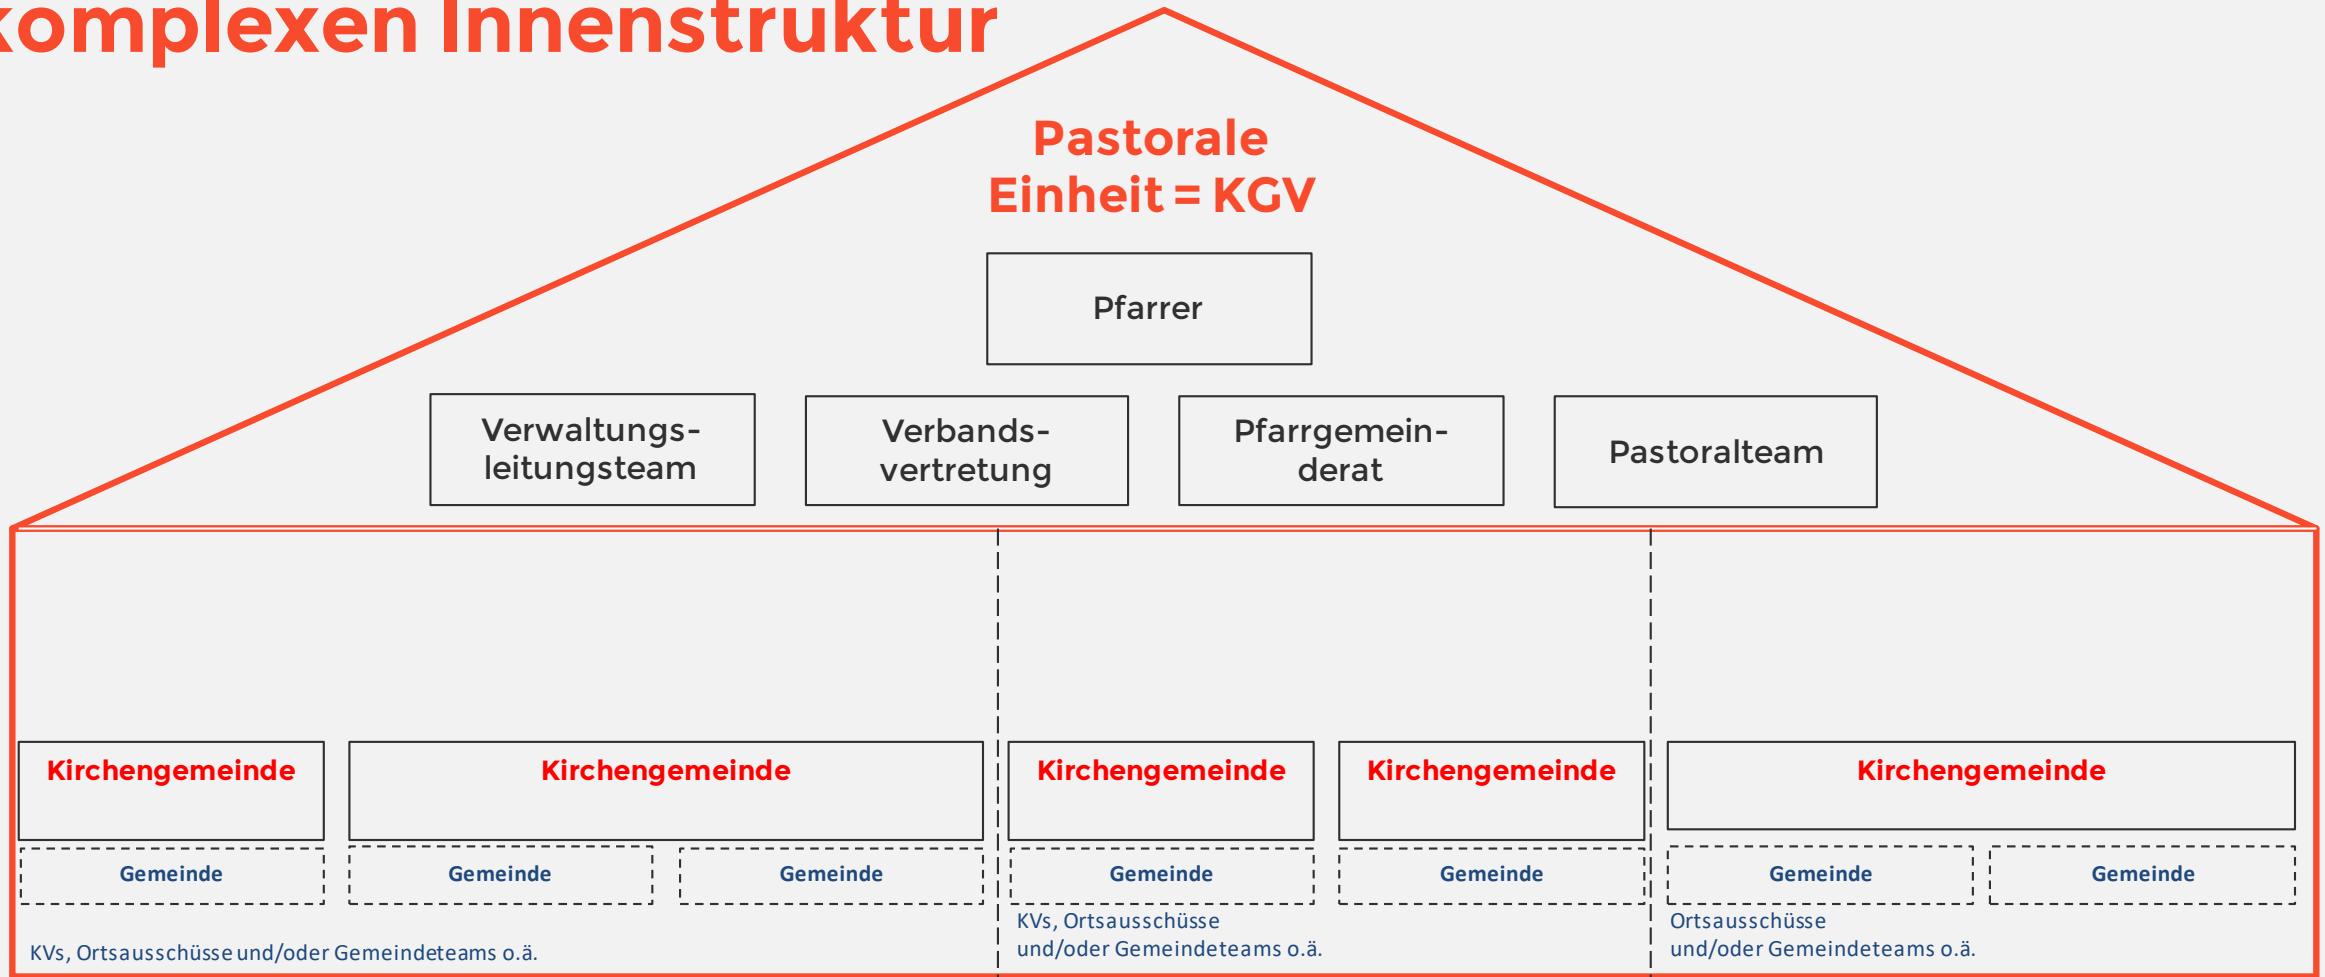 komplexen Innenstruktur
Pastorale
Einheit = KGV
Pfarrer
Verwaltungs-
leitungsteam
Verbands-
vertretung
Pfarrgemein-
derat
Pastoralteam
Kirchengemeinde
Kirchengemeinde
Kirchengemeinde
Kirchengemeinde
Kirchengemeinde
Gemeinde
Gemeinde
Gemeinde
Gemeinde
Gemeinde
Gemeinde
Gemeinde
KVs, Ortsausschüsse und/oder Gemeindeteams o.ä.
KVs, Ortsausschüsse
und/oder Gemeindeteams o.ä.
Ortsausschüsse
und/oder Gemeindeteams o.ä.